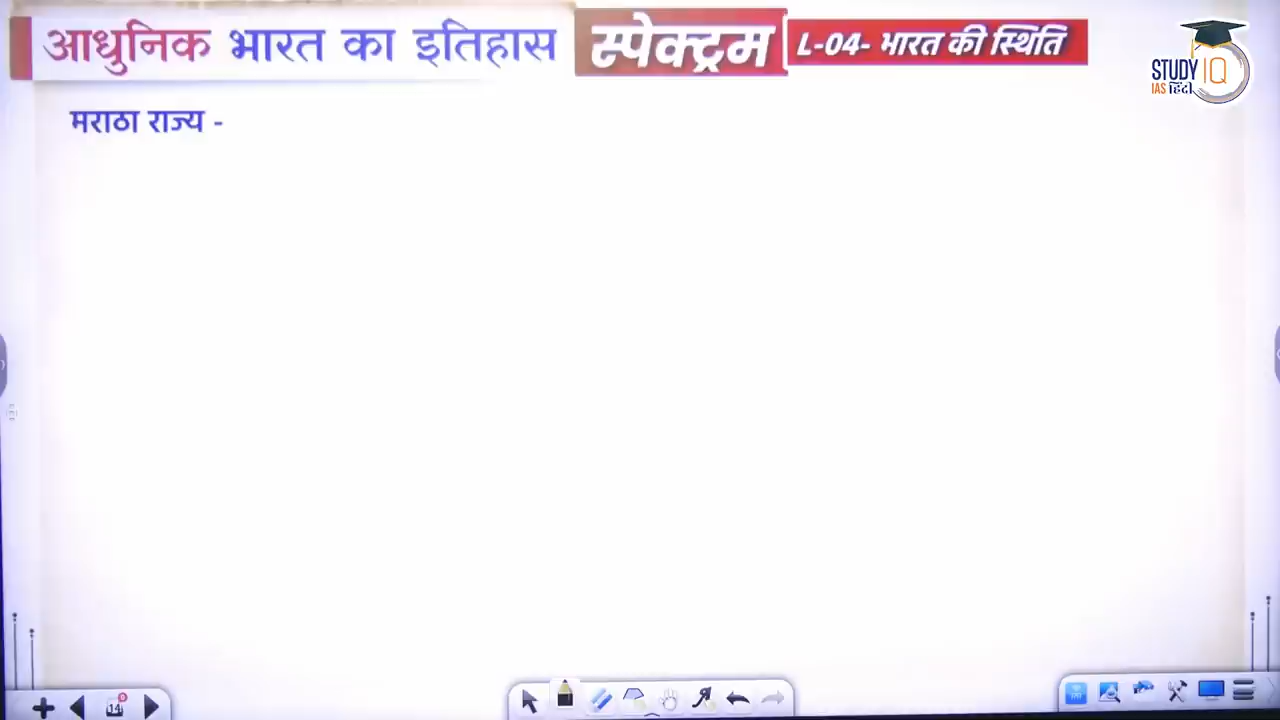 आधुनिक भारत का इतिहास स्पेक्ट्रम L-04- भारत की स्थिति
STUDY IQ
IAS हिंदी
मराठा राज्य -
14